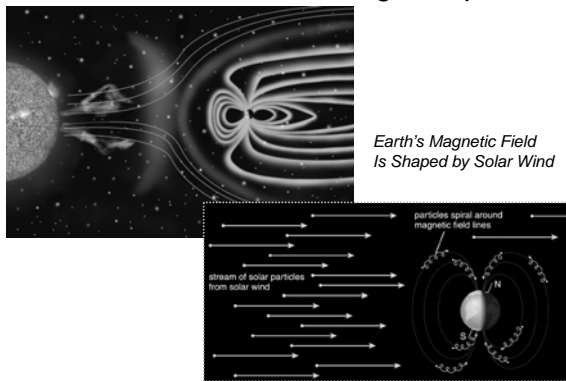 Earth's Magnetic Field
Is Shaped by Solar Wind
particles spiral around
magnetic field lines
stream of solar particles
from solar wind
N
S